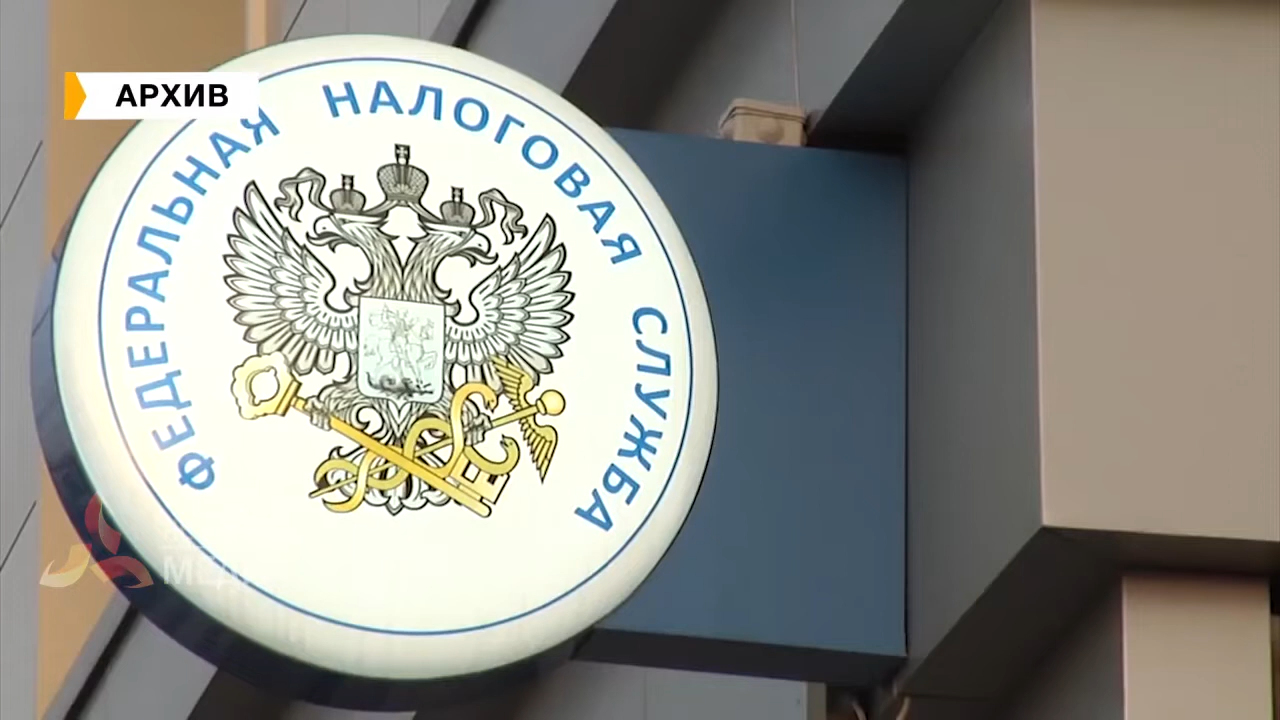 АРХИВ
ФЕДЕРАЛЬНАЯ НАЛОГОВАЯ СЛУЖБА